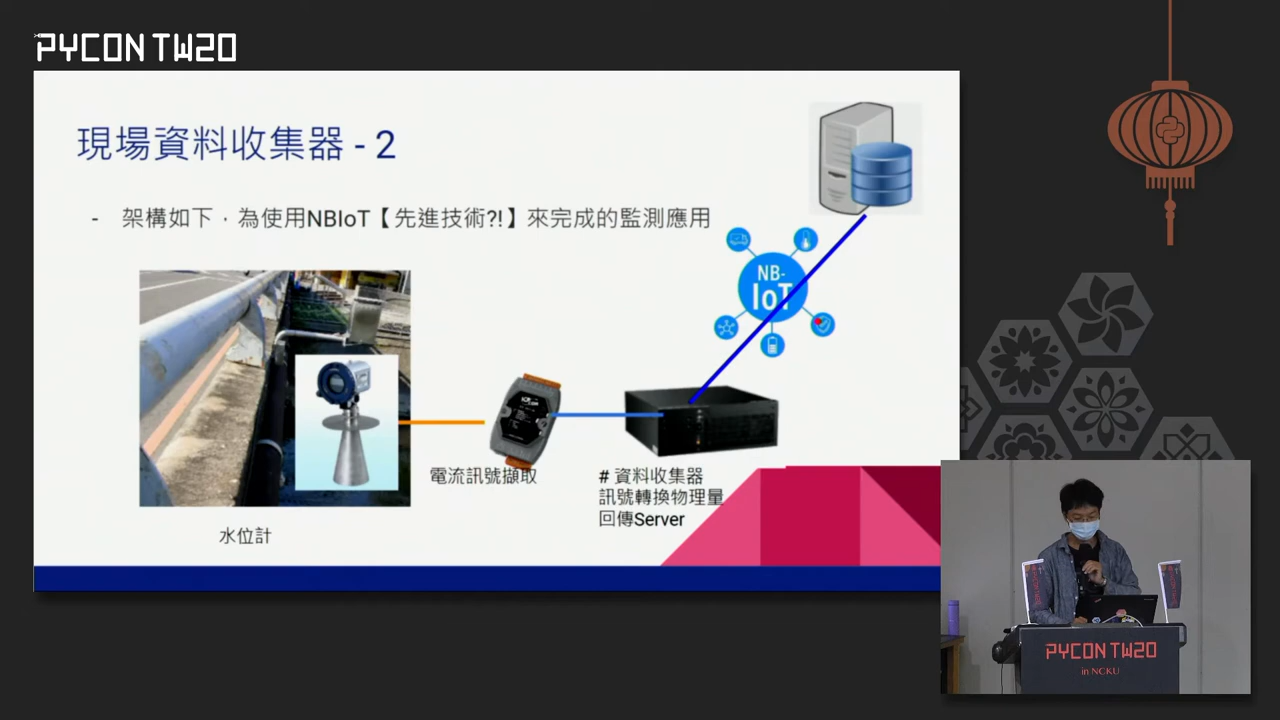 PYCON TW20
現場資料收集器 - 2
- 架構如下，為使用NBIoT【先進技術?!】來完成的監測應用
NB-
IoT
電流訊號擷取
# 資料收集器
訊號轉換物理量
回傳Server
水位計
PYCON TW20
in NCKU